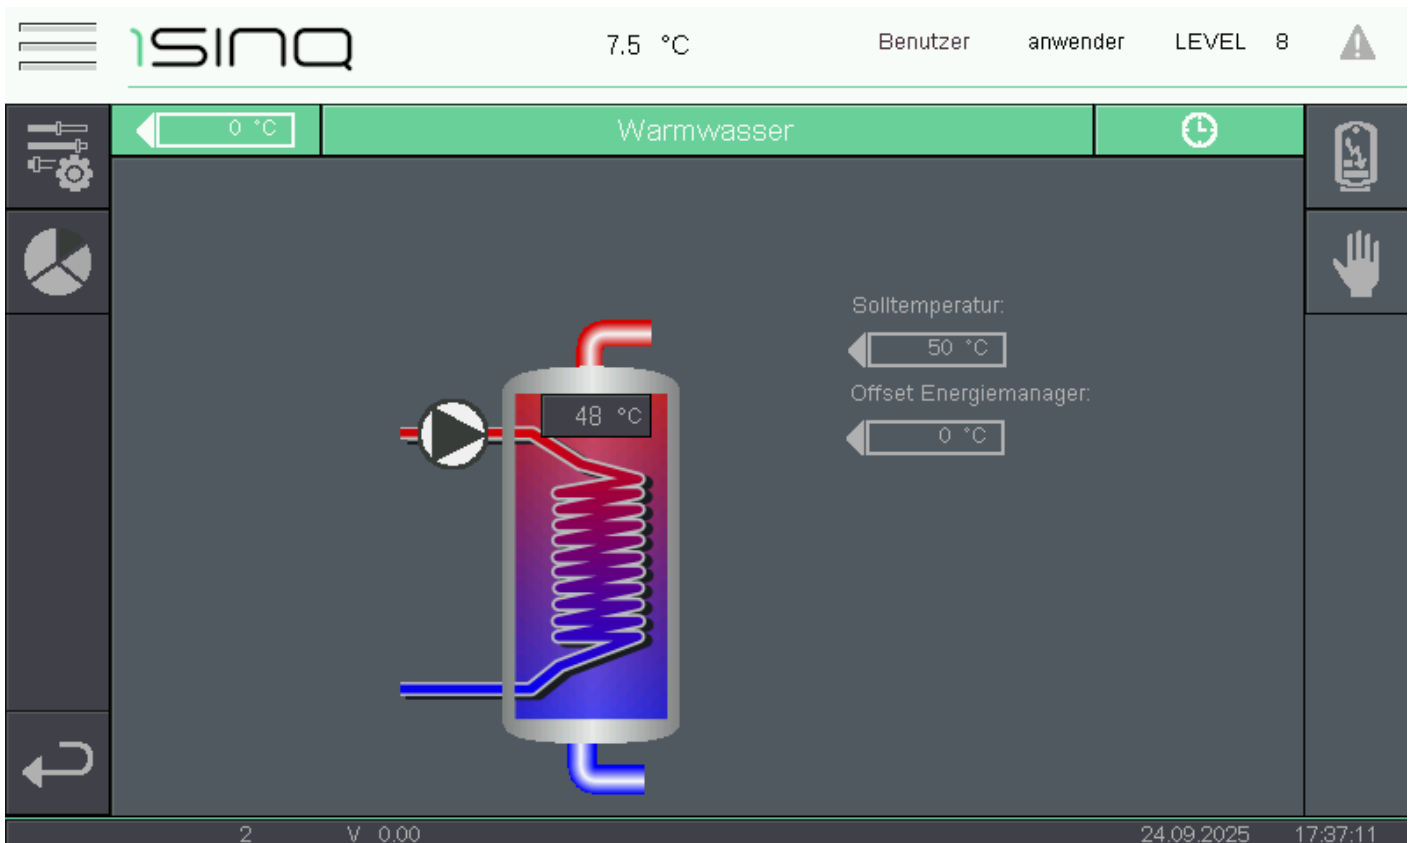 1SINQ
7.5 °C
Benutzer anwender LEVEL 8
0 °C
Warmwasser
Solltemperatur:
50 °C
Offset Energiemanager:
0 °C
48 °C
2 V 0.00 24.09.2025 17:37:11